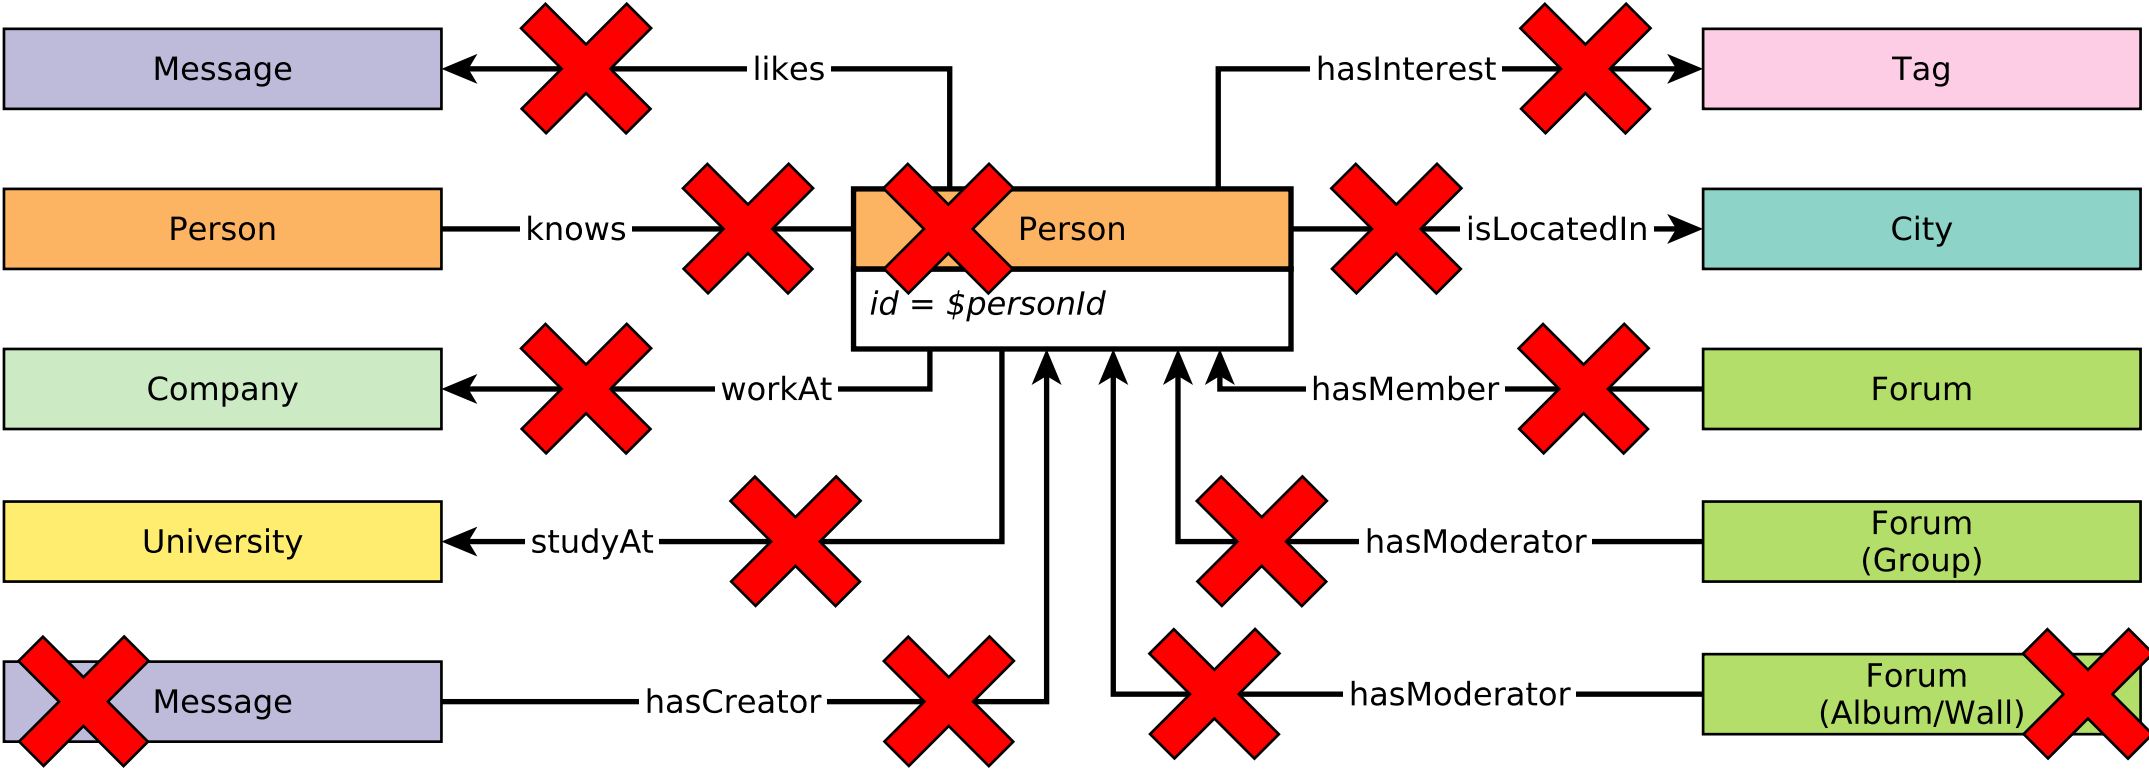 Message
likes
hasInterest
Tag
Person
knows
Person
isLocatedIn
City
id = $personId
Company
workAt
hasMember
Forum
University
studyAt
hasModerator
Forum
(Group)
Message
hasCreator
hasModerator
Forum
(Album/Wall)